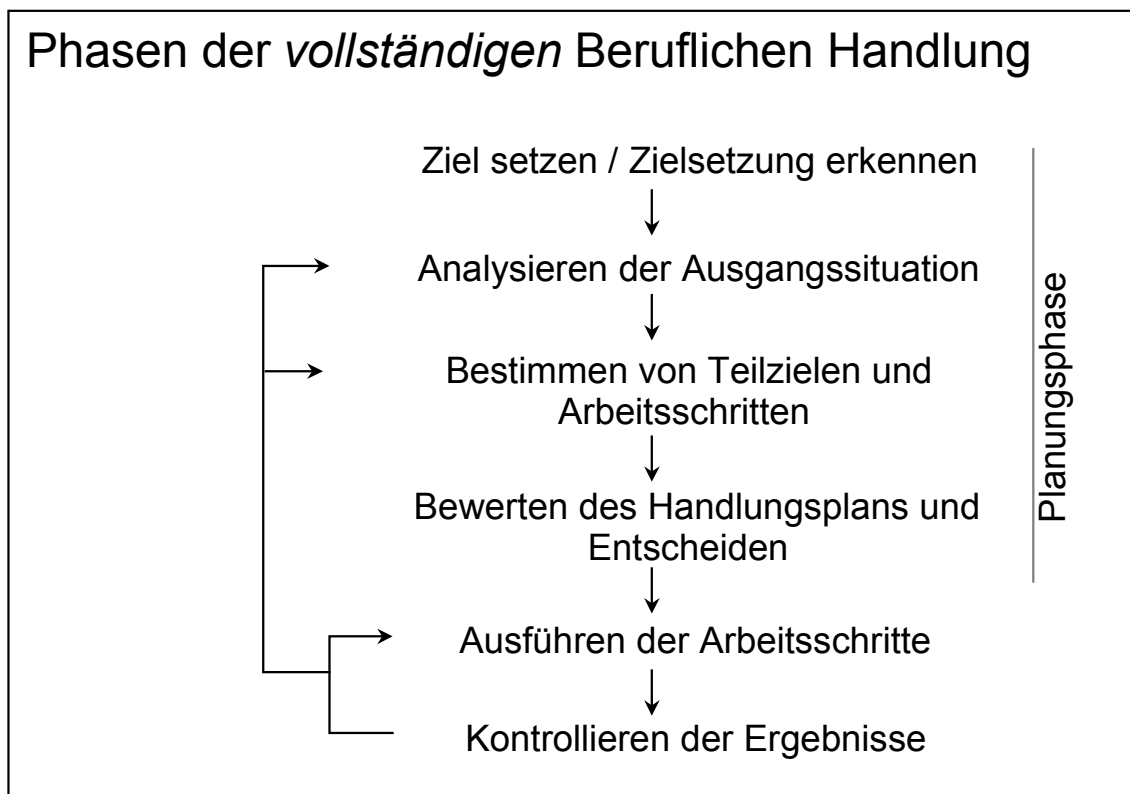 Phasen der vollständigen Beruflichen Handlung
Ziel setzen / Zielsetzung erkennen
Analysieren der Ausgangssituation
Bestimmen von Teilzielen und
Arbeitsschritten
Bewerten des Handlungsplans und
Entscheiden
Ausführen der Arbeitsschritte
Kontrollieren der Ergebnisse
Planungsphase